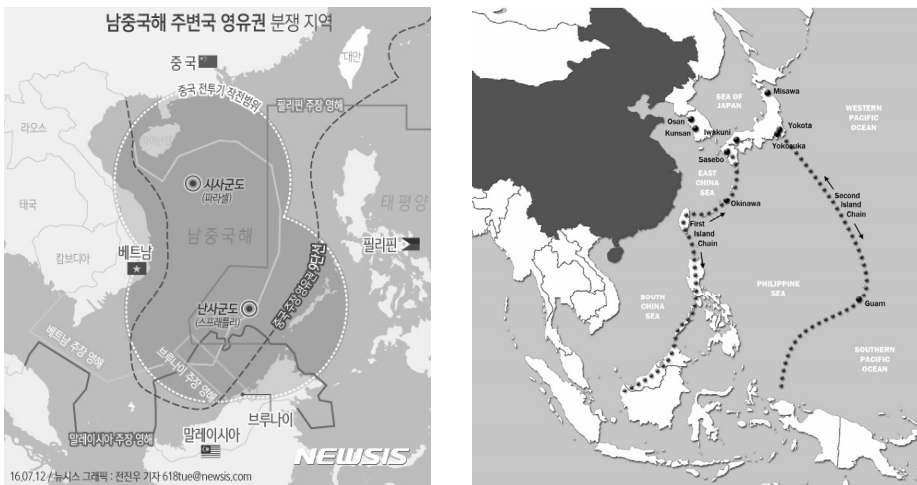 남중국해 주변국 영유권 분쟁 지역
중국
대만
중국 전투기 작전범위
필리핀 주장 영해
라오스
하이난섬
시사군도
(파라셀)
태국
태평양
남중국해
베트남
필리핀
캄보디아
중국 주장 영유권 9단선
난사군도
(스프래틀리)
베트남 주장 영해
브루나이 주장 영해
브루나이
말레이시아 주장 영해
말레이시아
NEWSIS
16.07.12 / 뉴시스 그래픽 : 전진우 기자 618tue@newsis.com
Misawa
SEA OF
JAPAN
WESTERN
PACIFIC
OCEAN
Osan
Kunsan
Iwakuni
Yokota
Yokosuka
Sasebo
EAST
CHINA
SEA
Okinawa
Second
Island
Chain
First
Island
Chain
PHILIPPINE
SEA
SOUTH
CHINA
SEA
Guam
SOUTHERN
PACIFIC
OCEAN